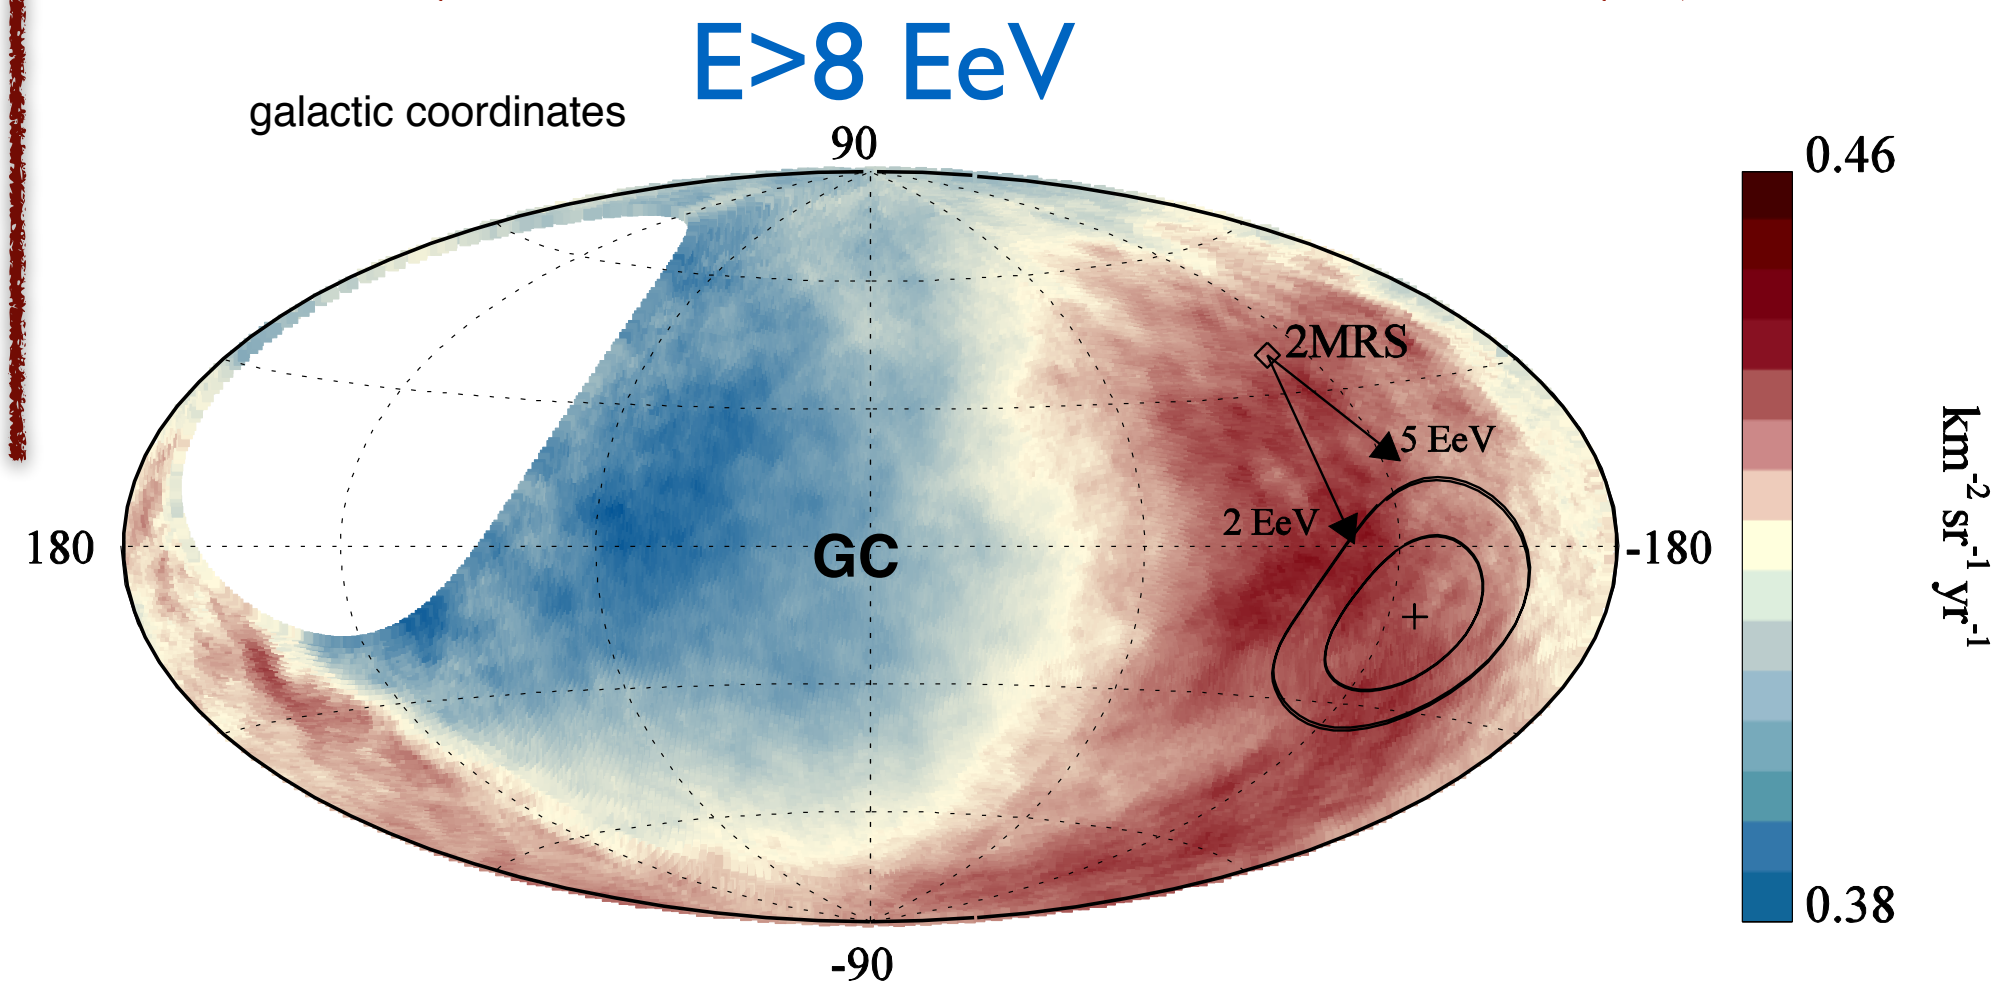 E>8 EeV
galactic coordinates
90
0.46
2MRS
5 EeV
2 EeV
180
GC
-180
km⁻² sr⁻¹ yr⁻¹
0.38
-90